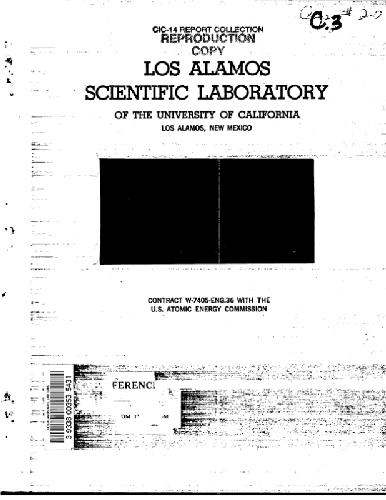 C.3
CIC-14 REPORT COLLECTION
REPRODUCTION
COPY
LOS ALAMOS
SCIENTIFIC LABORATORY
OF THE UNIVERSITY OF CALIFORNIA
LOS ALAMOS, NEW MEXICO
CONTRACT W-7405-ENG.36 WITH THE
U.S. ATOMIC ENERGY COMMISSION
FERENC
3 9338 00353 5431